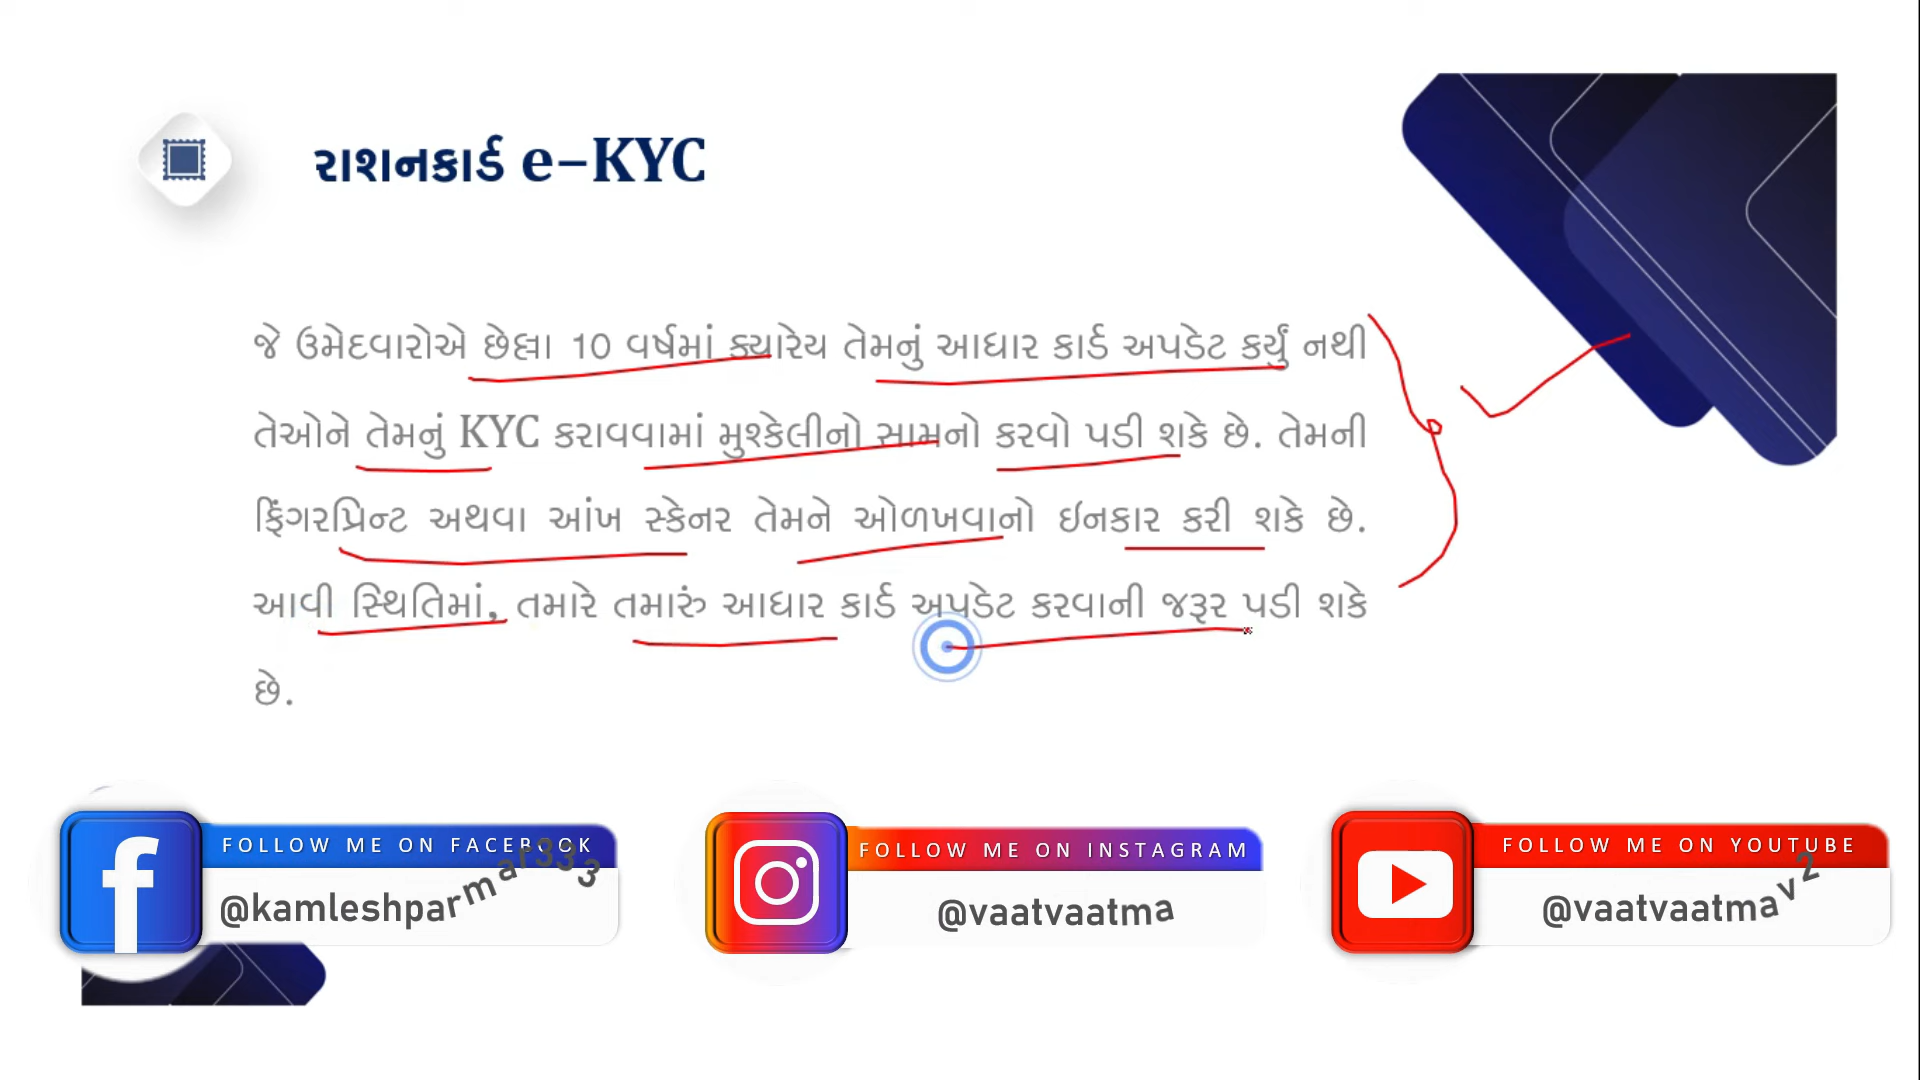 રાશનકાર્ડ e-KYC
જે ઉમેદવારોએ છેલ્લા 10 વર્ષમાં ક્યારેય તેમનું આધાર કાર્ડ અપડેટ કર્યું નથી
તેઓને તેમનું KYC કરાવવામાં મુશ્કેલીનો સામનો કરવો પડી શકે છે. તેમની
ફિંગરપ્રિન્ટ અથવા આંખ સ્કેનર તેમને ઓળખવાનો ઇનકાર કરી શકે છે.
આવી સ્થિતિમાં, તમારે તમારું આધાર કાર્ડ અપડેટ કરવાની જરૂર પડી શકે
છે.
FOLLOW ME ON FACEBOOK
@kamleshparmar333
FOLLOW ME ON INSTAGRAM
@vaatvaatma
FOLLOW ME ON YOUTUBE
@vaatvaatmav2